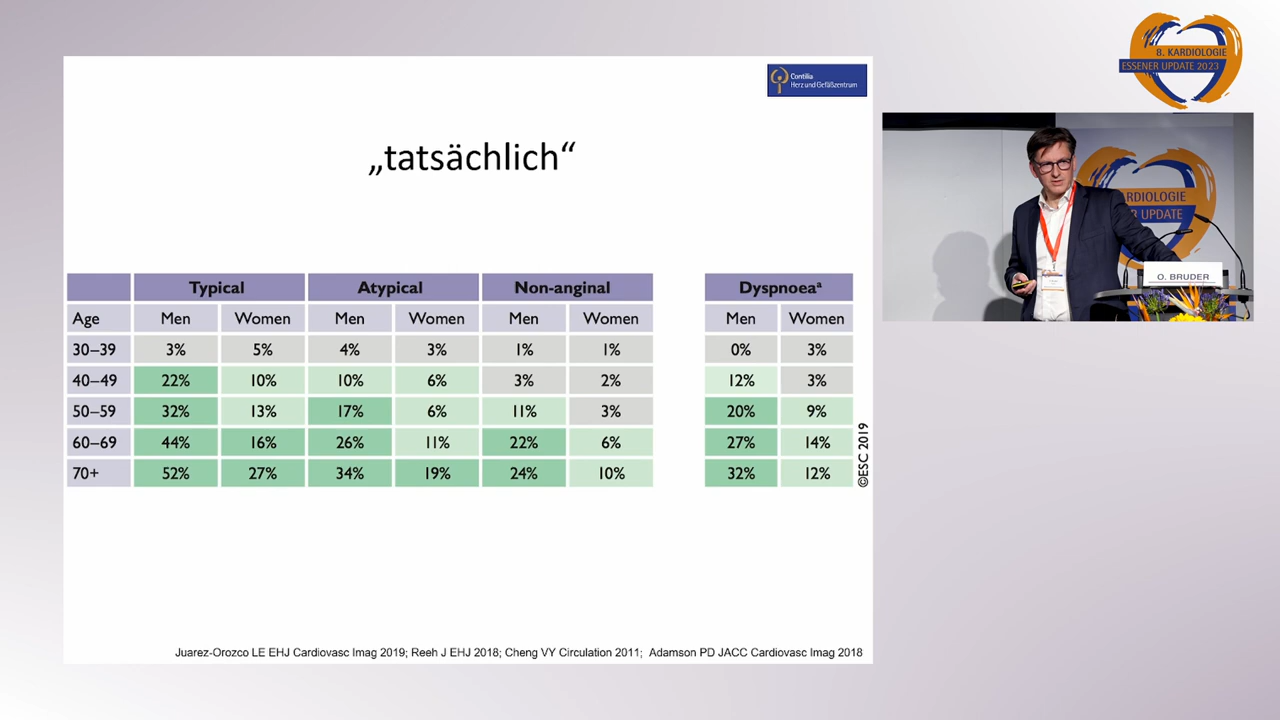 8. KARDIOLOGIE
ESSENER UPDATE 2023
Contilia
Herz und Gefäßzentrum
„tatsächlich“
Typical Atypical Non-anginal Dyspnoeaᵃ
Age Men Women Men Women Men Women Men Women
30–39 3% 5% 4% 3% 1% 1% 0% 3%
40–49 22% 10% 10% 6% 3% 2% 12% 3%
50–59 32% 13% 17% 6% 11% 3% 20% 9%
60–69 44% 16% 26% 11% 22% 6% 27% 14%
70+ 52% 27% 34% 19% 24% 10% 32% 12%
©ESC 2019
Juarez-Orozco LE EHJ Cardiovasc Imag 2019; Reeh J EHJ 2018; Cheng VY Circulation 2011; Adamson PD JACC Cardiovasc Imag 2018
ARDIOLOGIE
R UPDATE
O. BRUDER